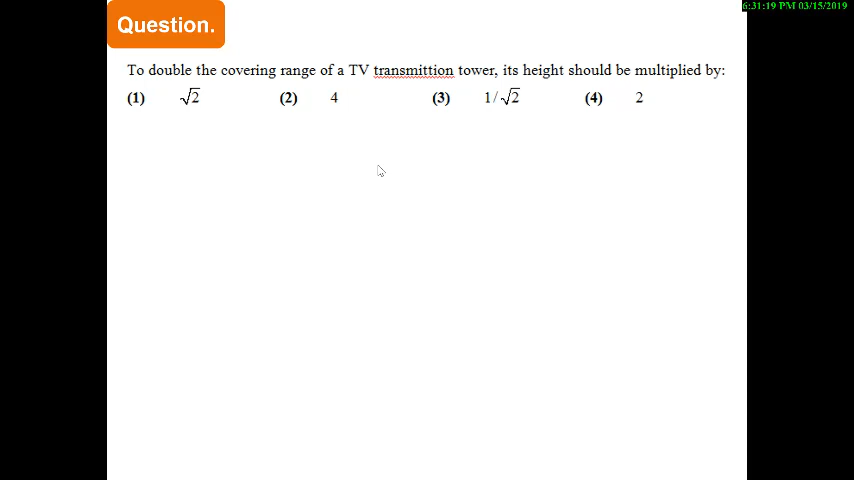 6:31:19 PM 03/15/2019
Question.
To double the covering range of a TV transmittion tower, its height should be multiplied by:
(1) √2 (2) 4 (3) 1/√2 (4) 2